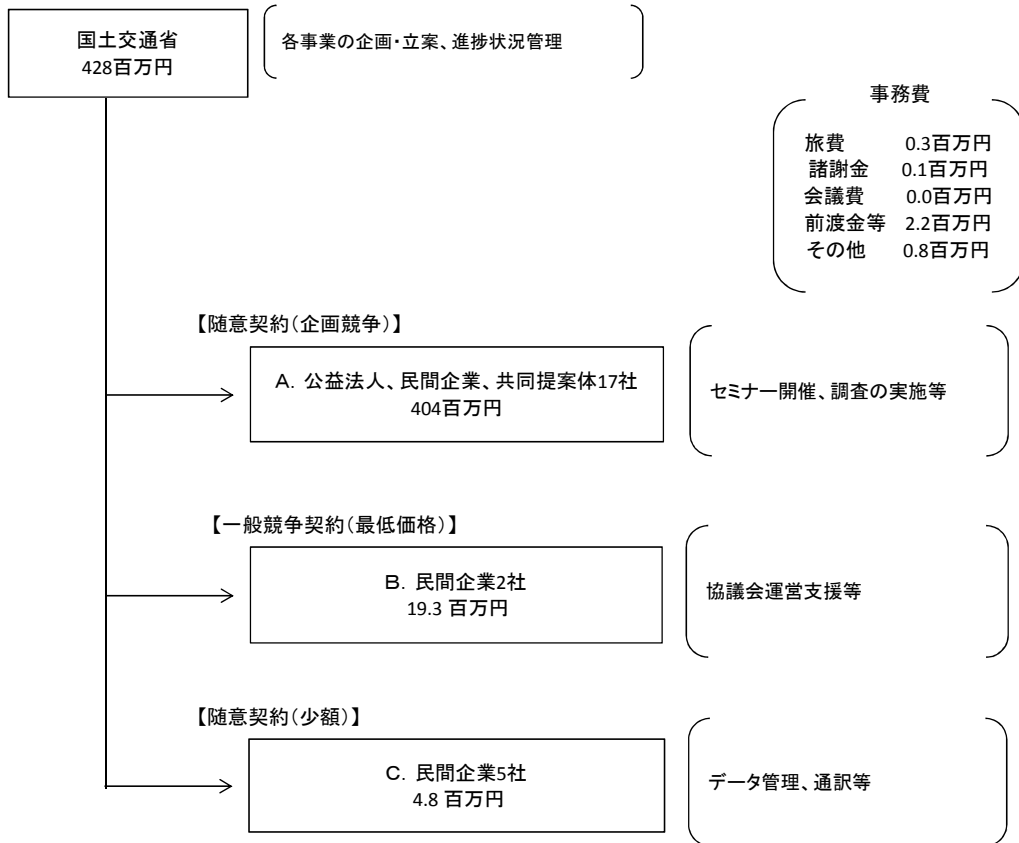 国土交通省
428百万円
各事業の企画・立案、進捗状況管理
事務費
旅費 0.3百万円
諸謝金 0.1百万円
会議費 0.0百万円
前渡金等 2.2百万円
その他 0.8百万円
【随意契約(企画競争)】
A. 公益法人、民間企業、共同提案体17社
404百万円
セミナー開催、調査の実施等
【一般競争契約(最低価格)】
B. 民間企業2社
19.3 百万円
協議会運営支援等
【随意契約(少額)】
C. 民間企業5社
4.8 百万円
データ管理、通訳等